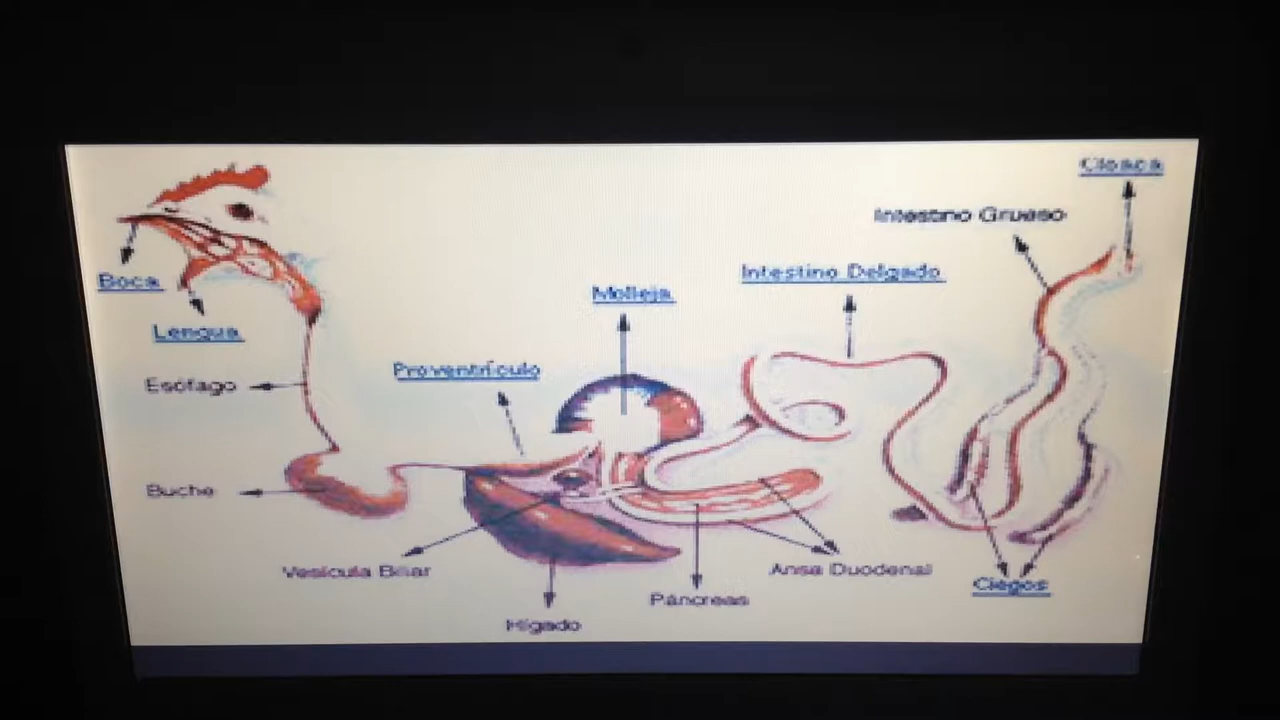 Cloaca
Intestino Grueso
Boca
Intestino Delgado
Molleja
Lengua
Proventrículo
Esófago
Buche
Vesícula Biliar
Ansa Duodenal
Ciegos
Páncreas
Hígado